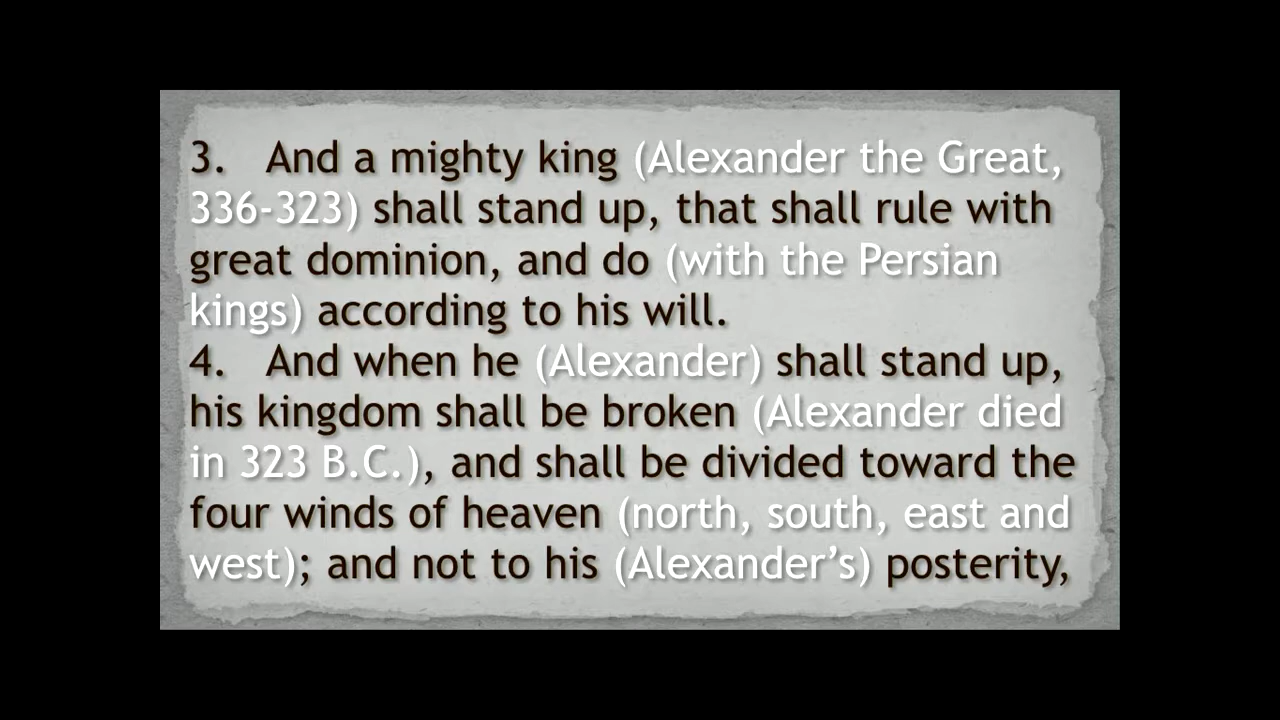 3. And a mighty king (Alexander the Great,
336-323) shall stand up, that shall rule with
great dominion, and do (with the Persian
kings) according to his will.
4. And when he (Alexander) shall stand up,
his kingdom shall be broken (Alexander died
in 323 B.C.), and shall be divided toward the
four winds of heaven (north, south, east and
west); and not to his (Alexander’s) posterity,